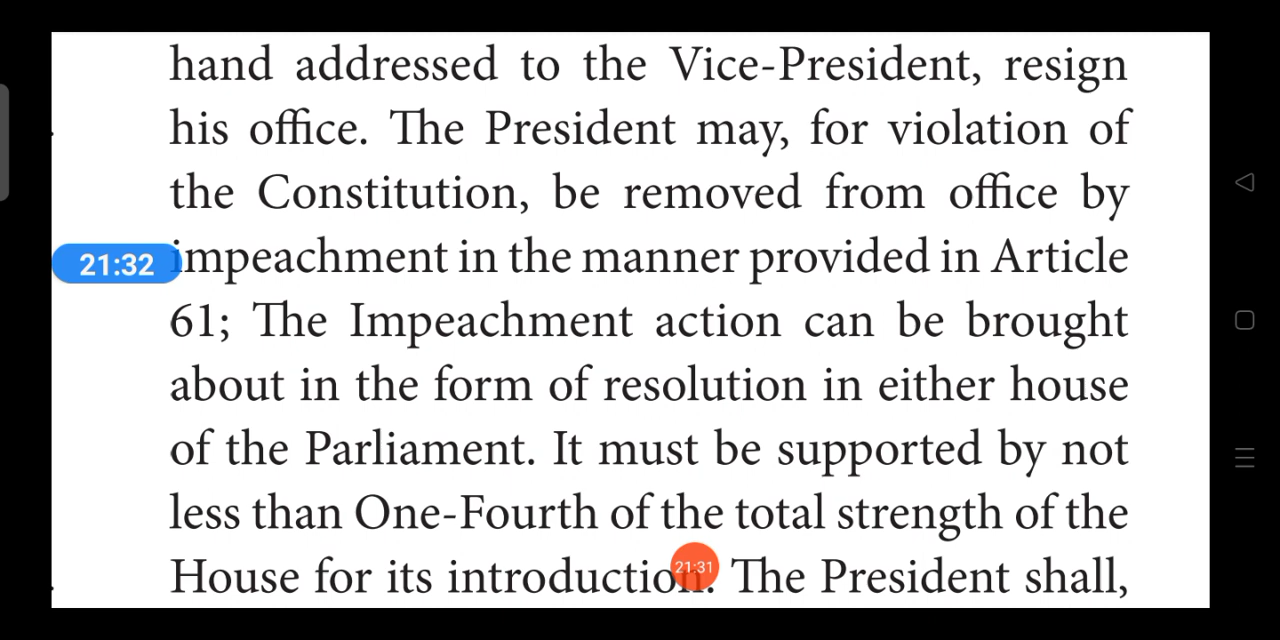 hand addressed to the Vice-President, resign
his office. The President may, for violation of
the Constitution, be removed from office by
21:32
impeachment in the manner provided in Article
61; The Impeachment action can be brought
about in the form of resolution in either house
of the Parliament. It must be supported by not
less than One-Fourth of the total strength of the
House for its introduction. The President shall,
21:31